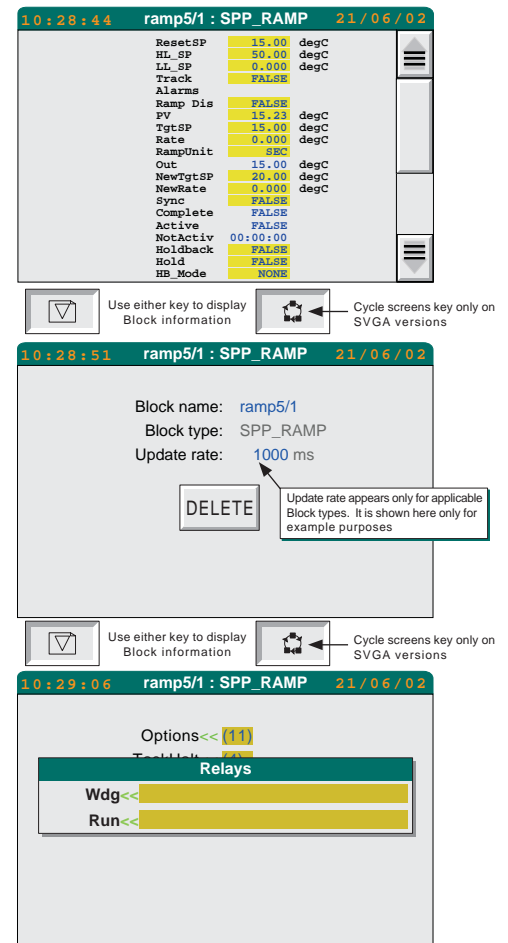 10:28:44 ramp5/1 : SPP_RAMP 21/06/02
ResetSP 15.00 degC
HL_SP 50.00 degC
LL_SP 0.000 degC
Track FALSE
Alarms
Ramp Dis FALSE
PV 15.23 degC
TgtSP 15.00 degC
Rate 0.000 degC
RampUnit SEC
Out 15.00 degC
NewTgtSP 20.00 degC
NewRate 0.000 degC
Sync FALSE
Complete FALSE
Active FALSE
NotActiv 00:00:00
Holdback FALSE
Hold FALSE
HB_Mode NONE
Use either key to display
Block information
Cycle screens key only on
SVGA versions
10:28:51 ramp5/1 : SPP_RAMP 21/06/02
Block name: ramp5/1
Block type: SPP_RAMP
Update rate: 1000 ms
DELETE
Update rate appears only for applicable
Block types. It is shown here only for
example purposes
Use either key to display
Block information
Cycle screens key only on
SVGA versions
10:29:06 ramp5/1 : SPP_RAMP 21/06/02
Options<< (11)
Relays
Wdg<<
Run<<